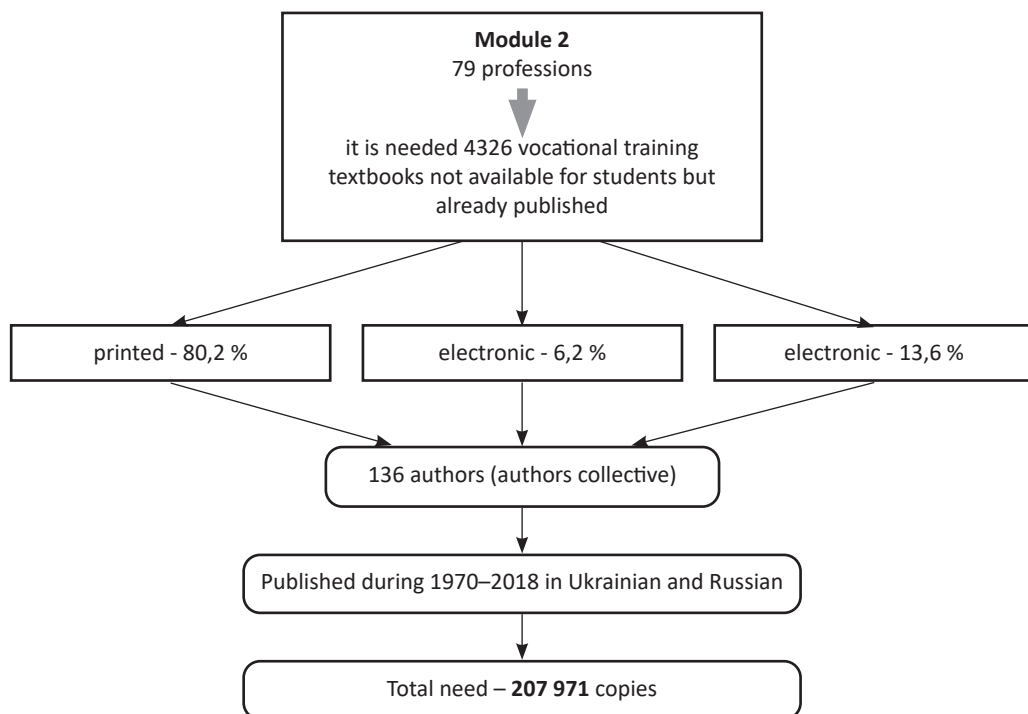 Module 2
79 professions
it is needed 4326 vocational training
textbooks not available for students but
already published
printed - 80,2 %
electronic - 6,2 %
electronic - 13,6 %
136 authors (authors collective)
Published during 1970–2018 in Ukrainian and Russian
Total need – 207 971 copies